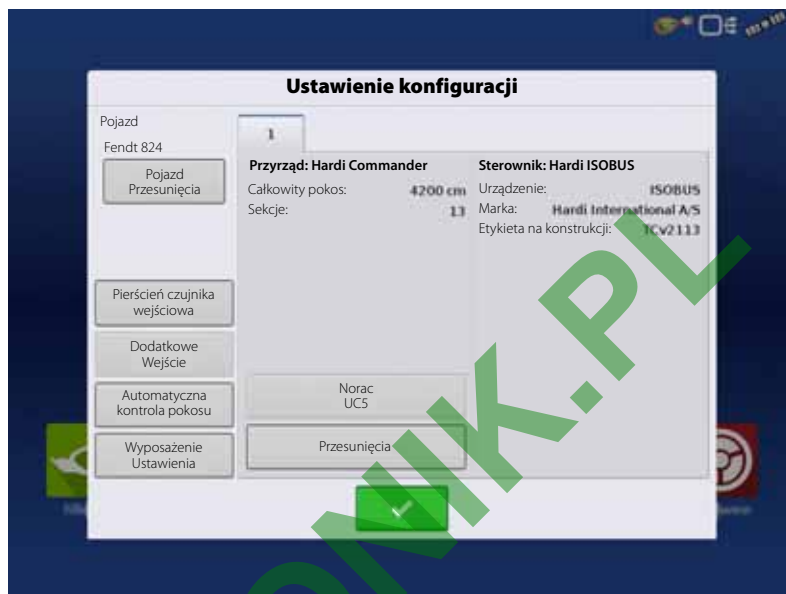 Ustawienie konfiguracji
Pojazd
Fendt 824
Pojazd
Przesunięcia
Pierścień czujnika
wejściowa
Dodatkowe
Wejście
Automatyczna
kontrola pokosu
Wyposażenie
Ustawienia
1
Przyrząd: Hardi Commander
Całkowity pokos: 4200 cm
Sekcje: 13
Norac
UC5
Przesunięcia
Sterownik: Hardi ISOBUS
Urządzenie: ISOBUS
Marka: Hardi International A/S
Etykieta na konstrukcji: TCv2113
ONIK.PL